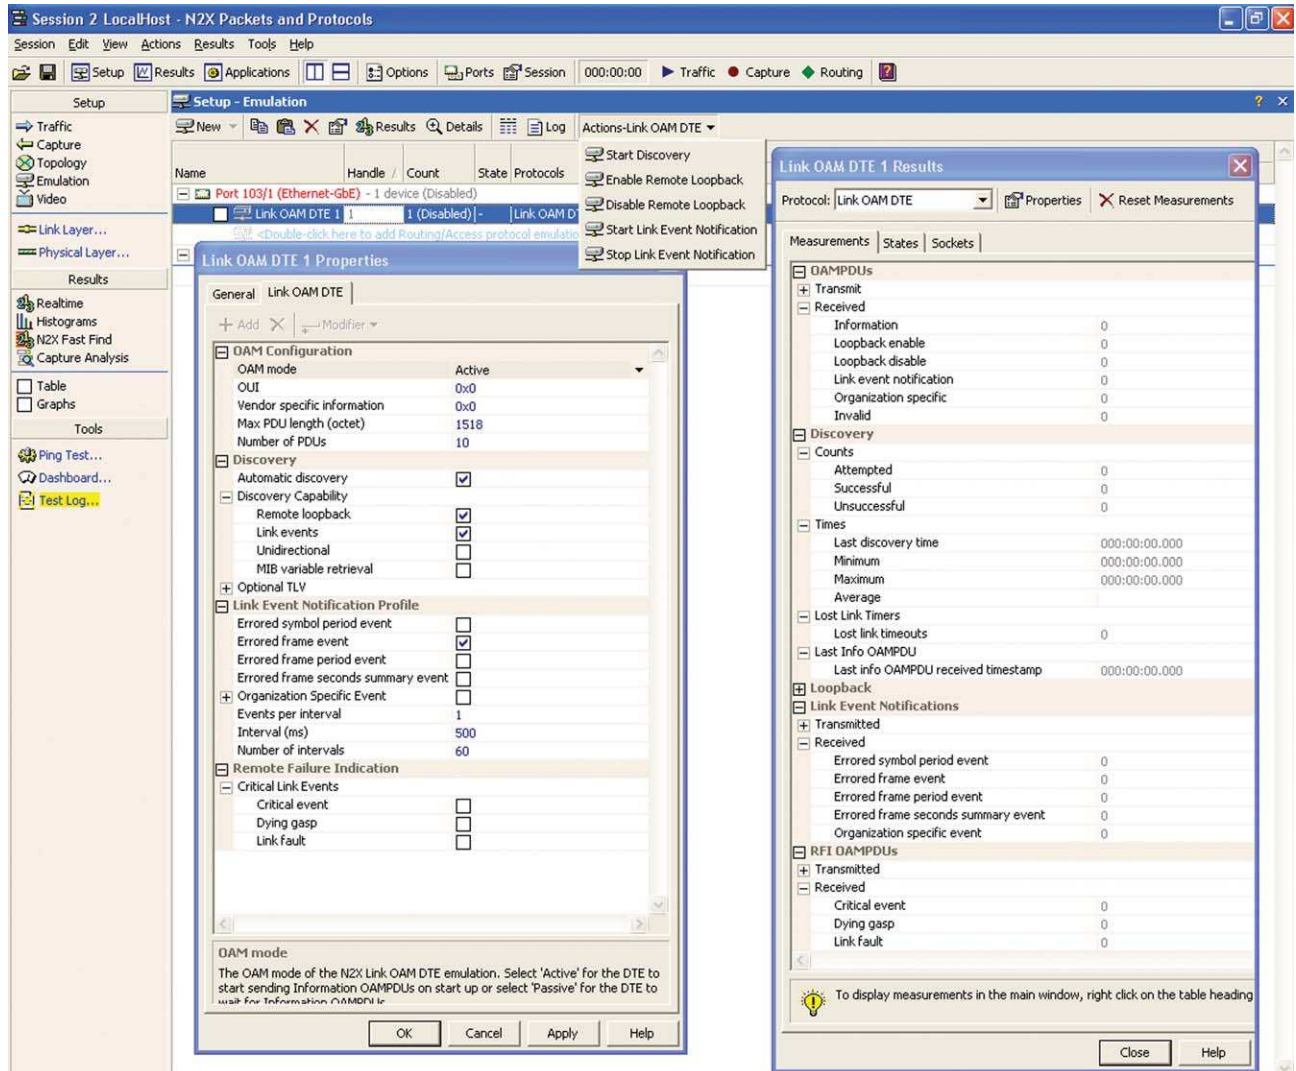 Session 2 LocalHost - N2X Packets and Protocols
Session Edit View Actions Results Tools Help
Setup Results Applications Options Ports Session 000:00:00 Traffic Capture Routing
Setup
Traffic
Capture
Topology
Emulation
Video
Link Layer...
Physical Layer...
Results
Realtime
Histograms
N2X Fast Find
Capture Analysis
Table
Graphs
Tools
Ping Test...
Dashboard...
Test Log...
Setup - Emulation ? X
New Results Details Log Actions-Link OAM DTE
Name Handle / Count State Protocols
Port 103/1 (Ethernet-GbE) - 1 device (Disabled)
Link OAM DTE 1 1 1 (Disabled) - Link OAM D
<Double-click here to add Routing/Access protocol emulatio
Start Discovery
Enable Remote Loopback
Disable Remote Loopback
Start Link Event Notification
Stop Link Event Notification
Link OAM DTE 1 Properties
General Link OAM DTE
Add Modifier
OAM Configuration
OAM mode Active
OUI 0x0
Vendor specific information 0x0
Max PDU length (octet) 1518
Number of PDUs 10
Discovery
Automatic discovery
Discovery Capability
Remote loopback
Link events
Unidirectional
MIB variable retrieval
Optional TLV
Link Event Notification Profile
Errored symbol period event
Errored frame event
Errored frame period event
Errored frame seconds summary event
Organization Specific Event
Events per interval 1
Interval (ms) 500
Number of intervals 60
Remote Failure Indication
Critical Link Events
Critical event
Dying gasp
Link fault
OAM mode
The OAM mode of the N2X Link OAM DTE emulation. Select 'Active' for the DTE to
start sending Information OAMPDUs on start up or select 'Passive' for the DTE to
wait for Information OAMPDUs
OK Cancel Apply Help
Link OAM DTE 1 Results
Protocol: Link OAM DTE Properties Reset Measurements
Measurements States Sockets
OAMPDUs
Transmit
Received
Information 0
Loopback enable 0
Loopback disable 0
Link event notification 0
Organization specific 0
Invalid 0
Discovery
Counts
Attempted 0
Successful 0
Unsuccessful 0
Times
Last discovery time 000:00:00.000
Minimum 000:00:00.000
Maximum 000:00:00.000
Average
Lost Link Timers
Lost link timeouts 0
Last Info OAMPDU
Last info OAMPDU received timestamp 000:00:00.000
Loopback
Link Event Notifications
Transmitted
Received
Errored symbol period event 0
Errored frame event 0
Errored frame period event 0
Errored frame seconds summary event 0
Organization specific event 0
RFI OAMPDUs
Transmitted
Received
Critical event 0
Dying gasp 0
Link fault 0
To display measurements in the main window, right click on the table heading
Close Help